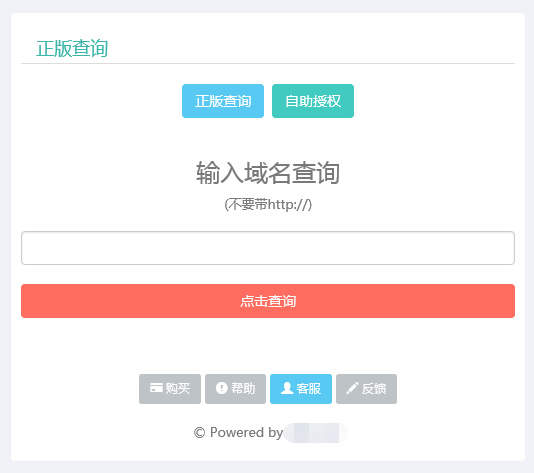 正版查询
正版查询 自助授权
输入域名查询
(不要带http://)
点击查询
购买 帮助 客服 反馈
© Powered by